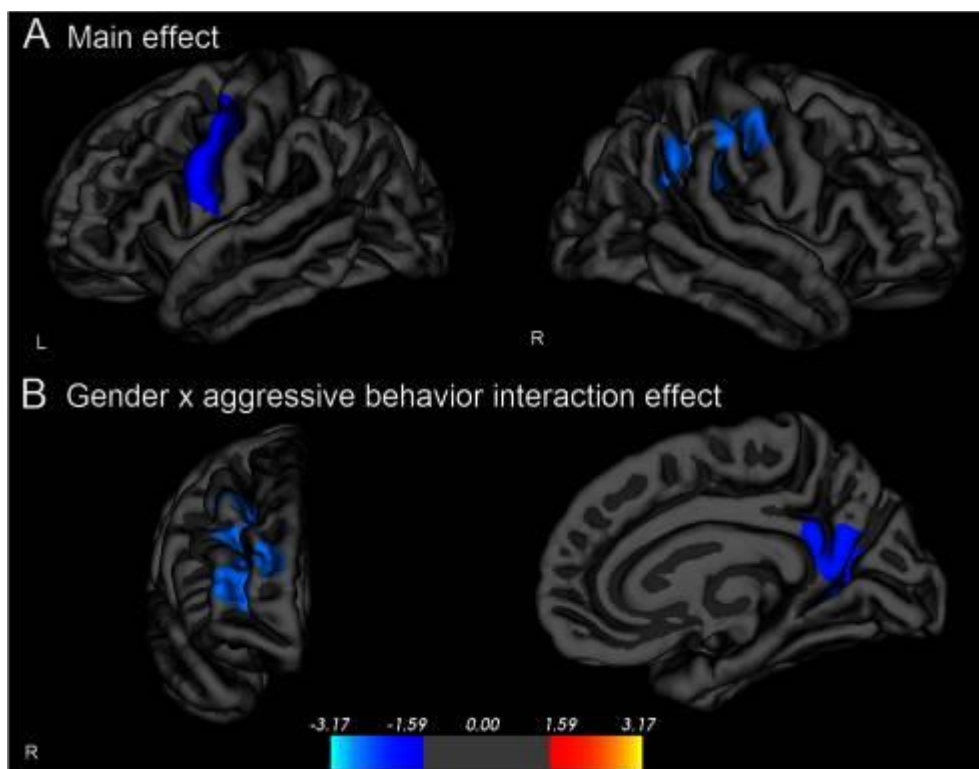 A Main effect
L R
B Gender x aggressive behavior interaction effect
-3.17 -1.59 0.00 1.59 3.17
R